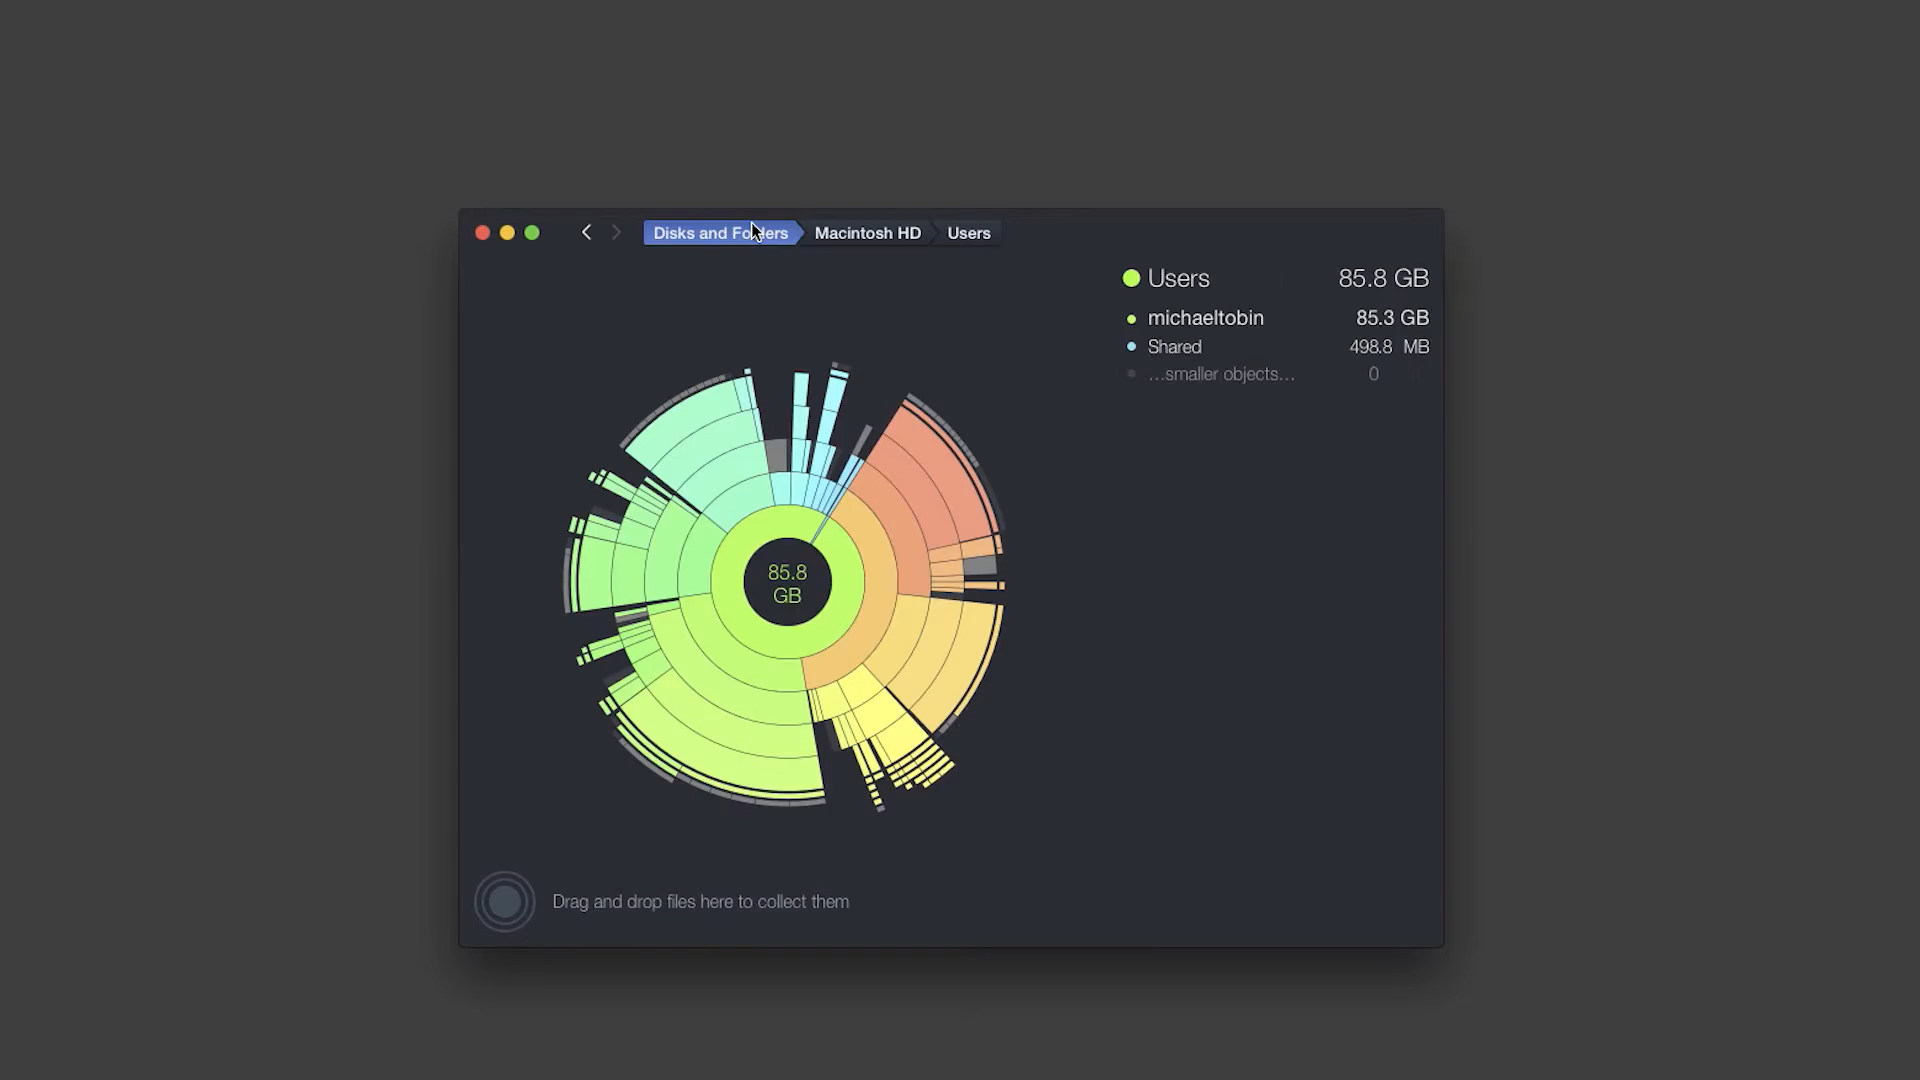 Disks and Folders Macintosh HD Users
Users 85.8 GB
michaeltobin 85.3 GB
Shared 498.8 MB
...smaller objects... 0
85.8
GB
Drag and drop files here to collect them